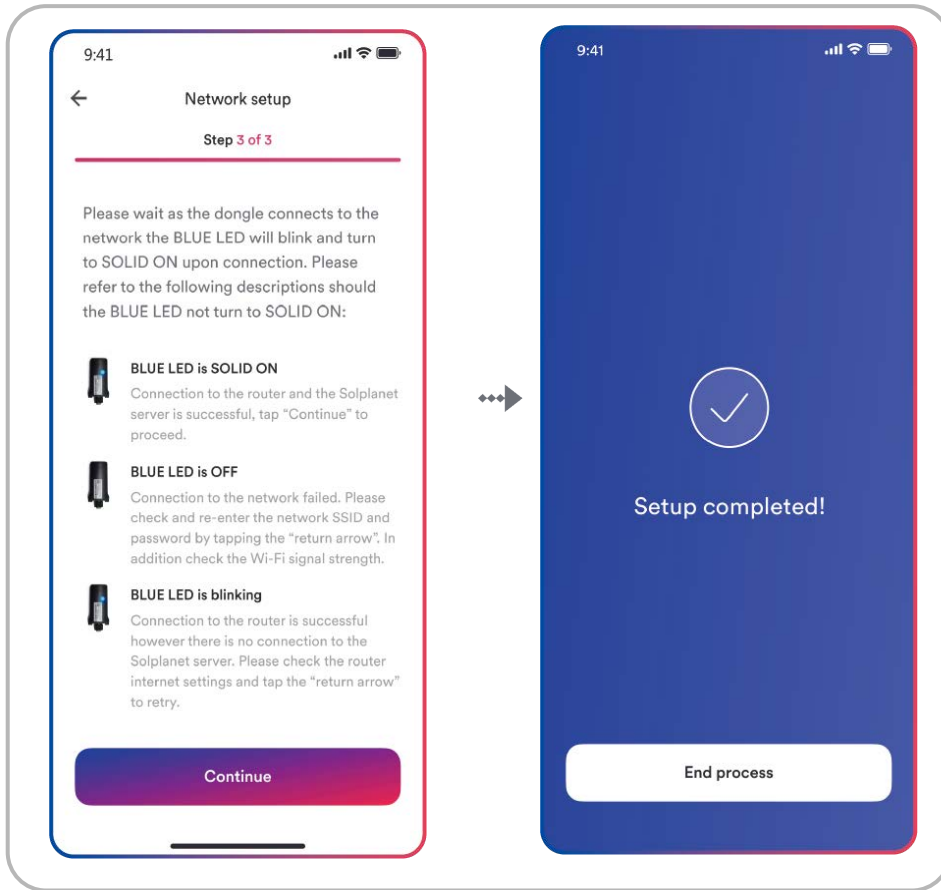 9:41
Network setup
Step 3 of 3
Please wait as the dongle connects to the
network the BLUE LED will blink and turn
to SOLID ON upon connection. Please
refer to the following descriptions should
the BLUE LED not turn to SOLID ON:
BLUE LED is SOLID ON
Connection to the router and the Solplanet
server is successful, tap “Continue” to
proceed.
BLUE LED is OFF
Connection to the network failed. Please
check and re-enter the network SSID and
password by tapping the “return arrow”. In
addition check the Wi-Fi signal strength.
BLUE LED is blinking
Connection to the router is successful
however there is no connection to the
Solplanet server. Please check the router
internet settings and tap the “return arrow”
to retry.
Continue
9:41
Setup completed!
End process